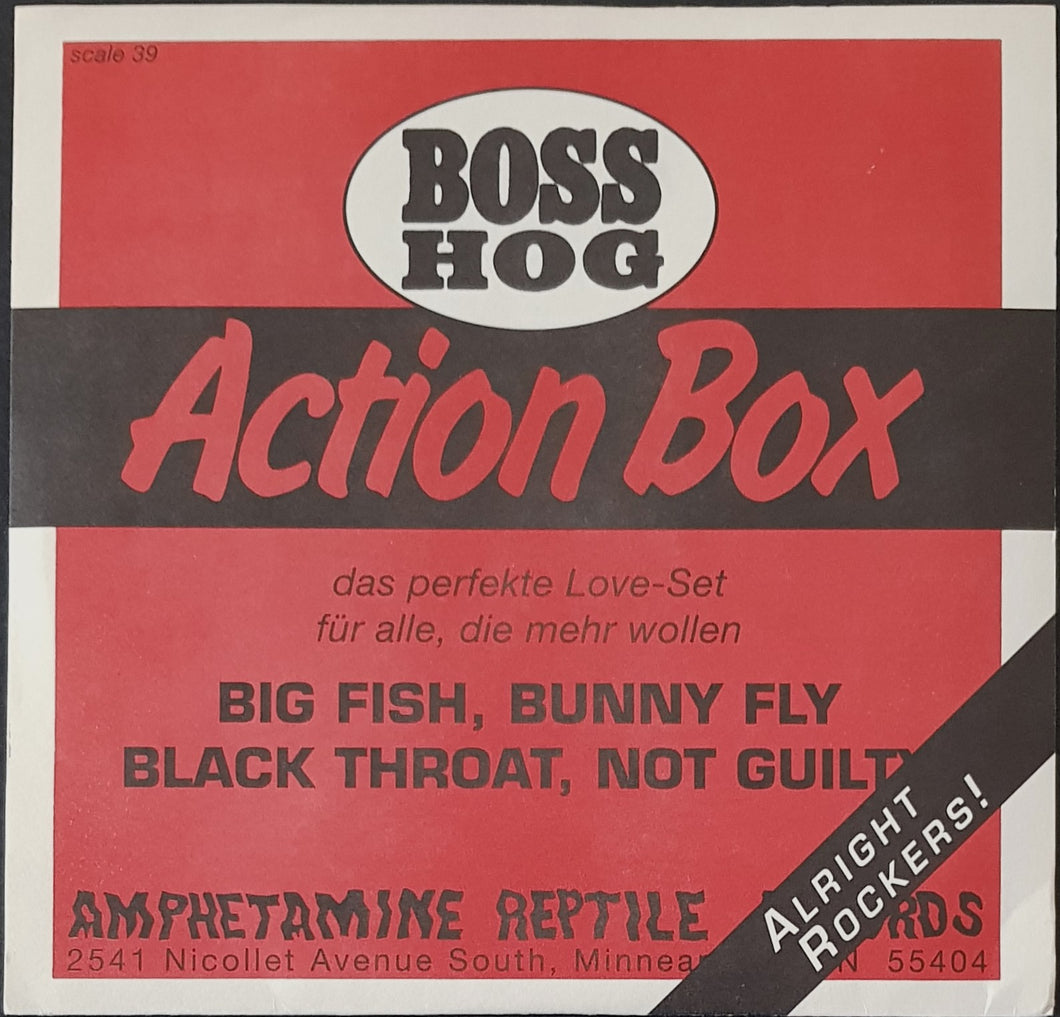 scale 39
BOSS
HOG
Action Box
das perfekte Love-Set
für alle, die mehr wollen
BIG FISH, BUNNY FLY
BLACK THROAT, NOT GUILTY
ALRIGHT
ROCKERS!
AMPHETAMINE REPTILE
2541 Nicollet Avenue South, 55404